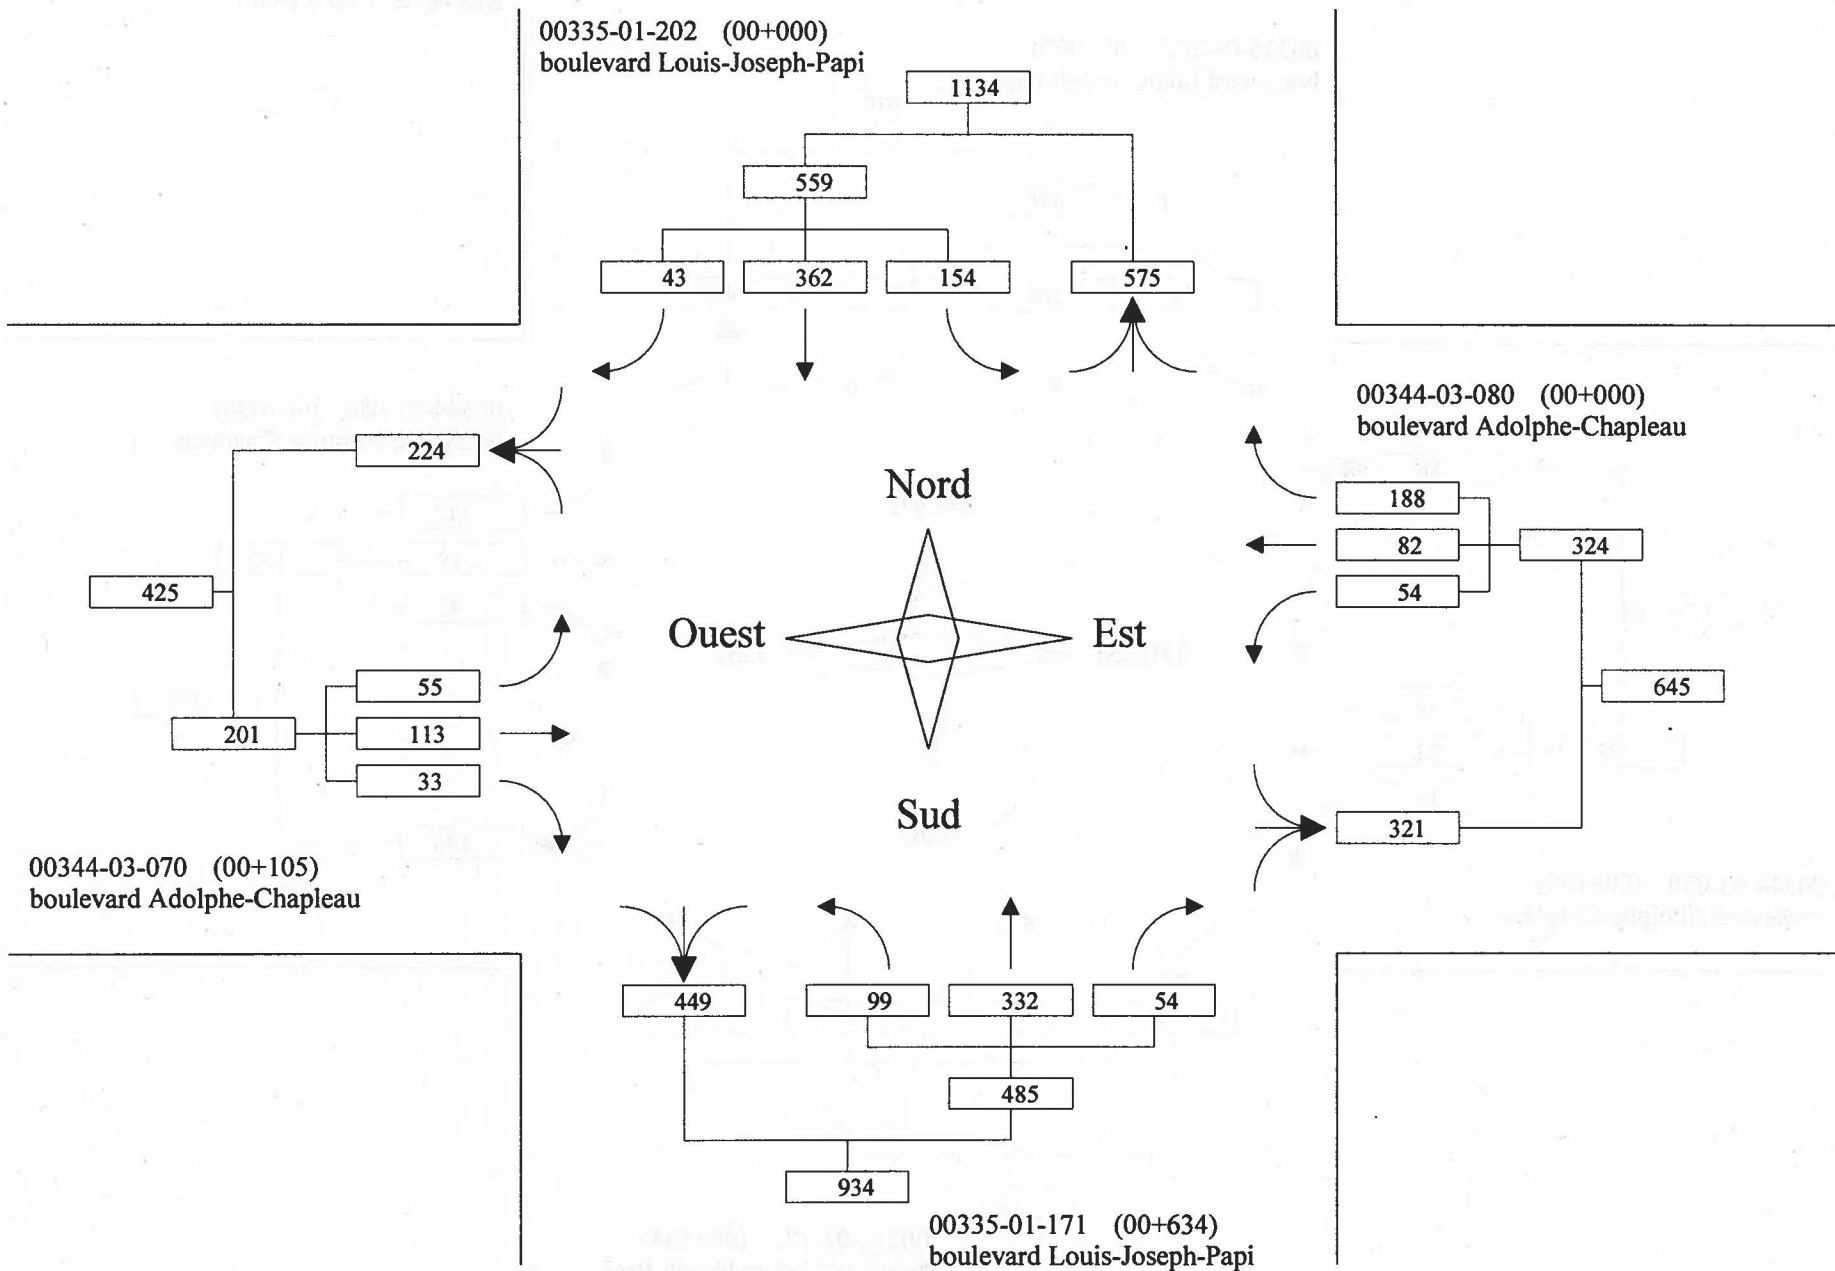 00335-01-202 (00+000)
boulevard Louis-Joseph-Papi
1134
559
43 362 154 575
00344-03-080 (00+000)
boulevard Adolphe-Chapleau
224
Nord
188
82 324
54
425
Ouest Est
55
645
201 113
33
Sud
321
00344-03-070 (00+105)
boulevard Adolphe-Chapleau
449 99 332 54
485
934
00335-01-171 (00+634)
boulevard Louis-Joseph-Papi